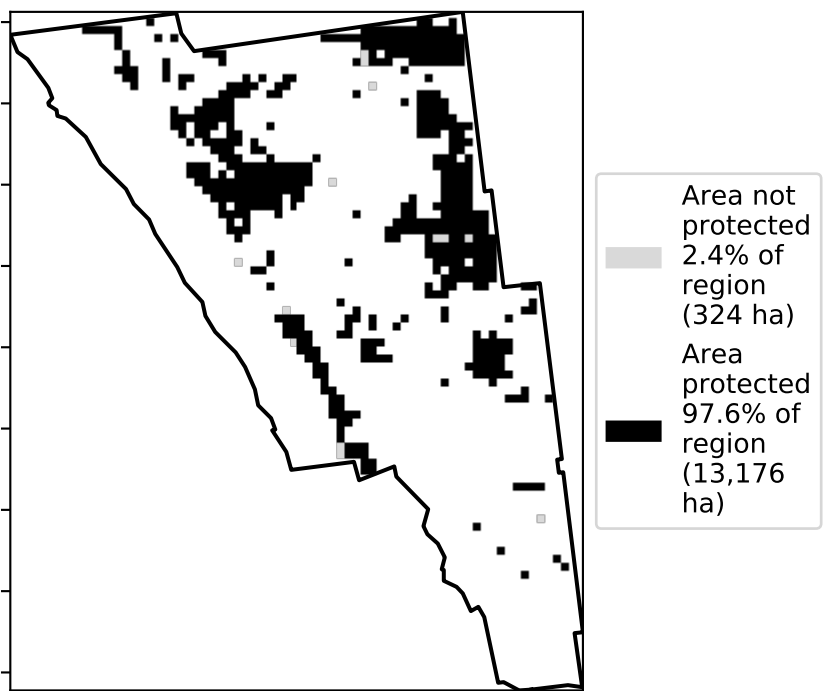 Area not
protected
2.4% of
region
(324 ha)
Area
protected
97.6% of
region
(13,176
ha)